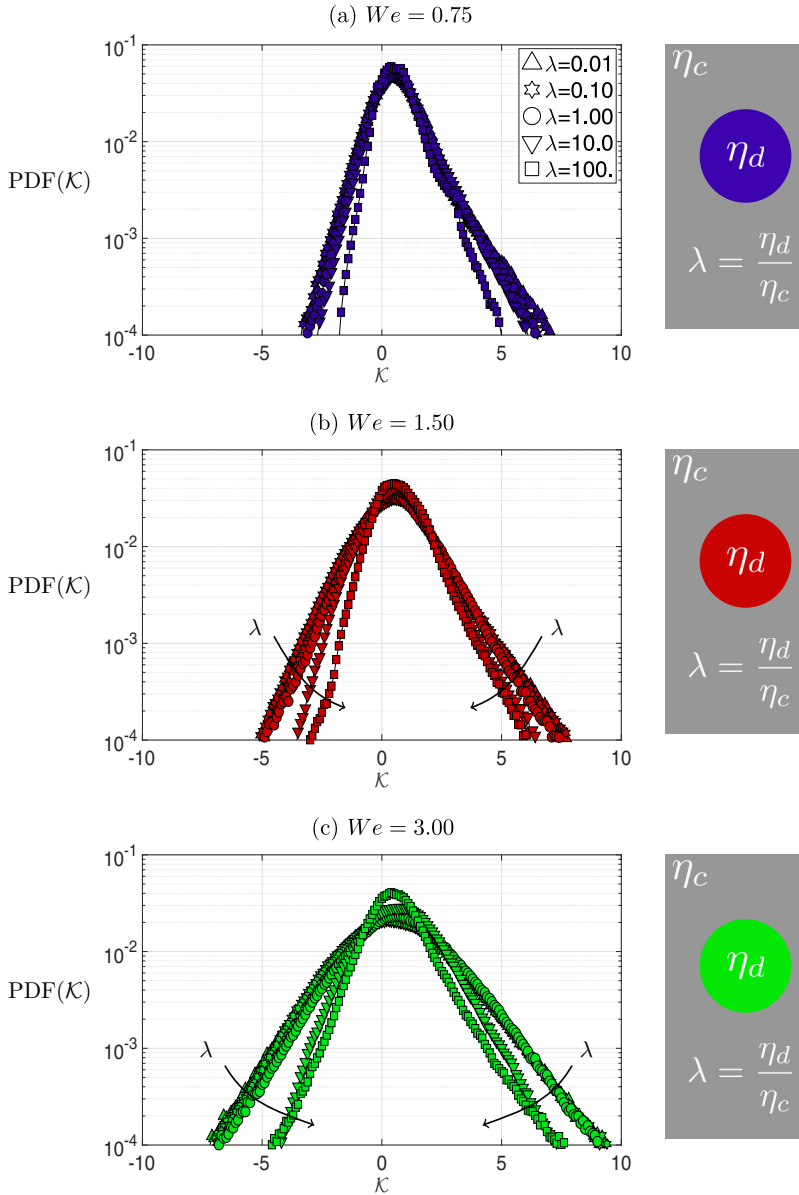 (a) We = 0.75
10^-1
10^-2
10^-3
10^-4
PDF(𝒦)
-10 -5 0 5 10
𝒦
λ=0.01
λ=0.10
λ=1.00
λ=10.0
λ=100.
η_c
η_d
λ = η_d/η_c
(b) We = 1.50
10^-1
10^-2
10^-3
10^-4
PDF(𝒦)
λ λ
-10 -5 0 5 10
𝒦
η_c
η_d
λ = η_d/η_c
(c) We = 3.00
10^-1
10^-2
10^-3
10^-4
PDF(𝒦)
λ λ
-10 -5 0 5 10
𝒦
η_c
η_d
λ = η_d/η_c